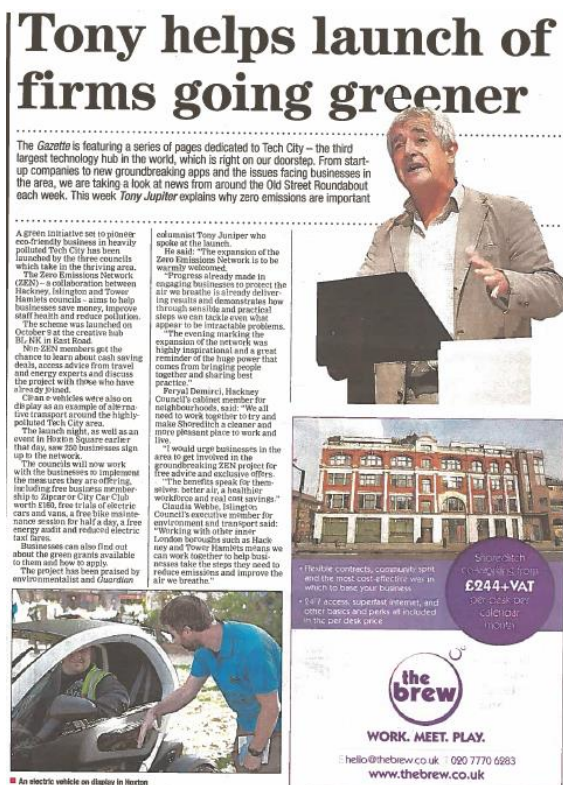 Tony helps launch of
firms going greener
The Gazette is featuring a series of pages dedicated to Tech City – the third
largest technology hub in the world, which is right on our doorstep. From start-
up companies to new groundbreaking apps and the issues facing businesses in
the area, we are taking a look at news from around the Old Street Roundabout
each week. This week Tony Jupiter explains why zero emissions are important
A green initiative set to pioneer
eco-friendly business in heavily
polluted Tech City has been
launched by the three councils
which take in the thriving area.
The Zero Emissions Network
(ZEN) – a collaboration between
Hackney, Islington and Tower
Hamlets councils – aims to help
businesses save money, improve
staff health and reduce pollution.
The scheme was launched on
October 9 at the creative hub
BL-NK in East Road.
Non-ZEN members got the
chance to learn about cash saving
deals, access advice from travel
and energy experts and discuss
the project with those who have
already joined.
Clean e-vehicles were also on
display as an example of alterna-
tive transport around the highly-
polluted Tech City area.
The launch night, as well as an
event in Hoxton Square earlier
that day, saw 250 businesses sign
up to the network.
The councils will now work
with the businesses to implement
the measures they are offering,
including free business member-
ship to Zipcar or City Car Club
worth £160, free trials of electric
cars and vans, a free bike mainte-
nance session for half a day, a free
energy audit and reduced electric
taxi fares.
Businesses can also find out
about the green grants available
to them and how to apply.
The project has been praised by
environmentalist and Guardian
columnist Tony Juniper who
spoke at the launch.
He said: "The expansion of the
Zero Emissions Network is to be
warmly welcomed.
"Progress already made in
engaging businesses to protect the
air we breathe is already deliver-
ing results and demonstrates how
through sensible and practical
steps we can tackle even what
appear to be intractable problems.
"The evening marking the
expansion of the network was
highly inspirational and a great
reminder of the huge power that
comes from bringing people
together and sharing best
practice."
Feryal Demirci, Hackney
Council's cabinet member for
neighbourhoods, said: "We all
need to work together to try and
make Shoreditch a cleaner and
more pleasant place to work and
live.
"I would urge businesses in the
area to get involved in the
groundbreaking ZEN project for
free advice and exclusive offers.
"The benefits speak for them-
selves: better air, a healthier
workforce and real cost savings."
Claudia Webbe, Islington
Council's executive member for
environment and transport said:
"Working with other inner
London boroughs such as Hack
ney and Tower Hamlets means we
can work together to help busi-
nesses take the steps they need to
reduce emissions and improve the
air we breathe."
An electric vehicle on display in Hoxton
• Flexible contracts, community spirit
and the most cost-effective way in
which to base your business
• 24/7 access, superfast internet, and
other basics and perks all included
in the per desk price
Shoreditch
from
£244+VAT
per desk per
calendar
month
the
brew
WORK. MEET. PLAY.
hello@thebrew.co.uk 020 7770 6283
www.thebrew.co.uk